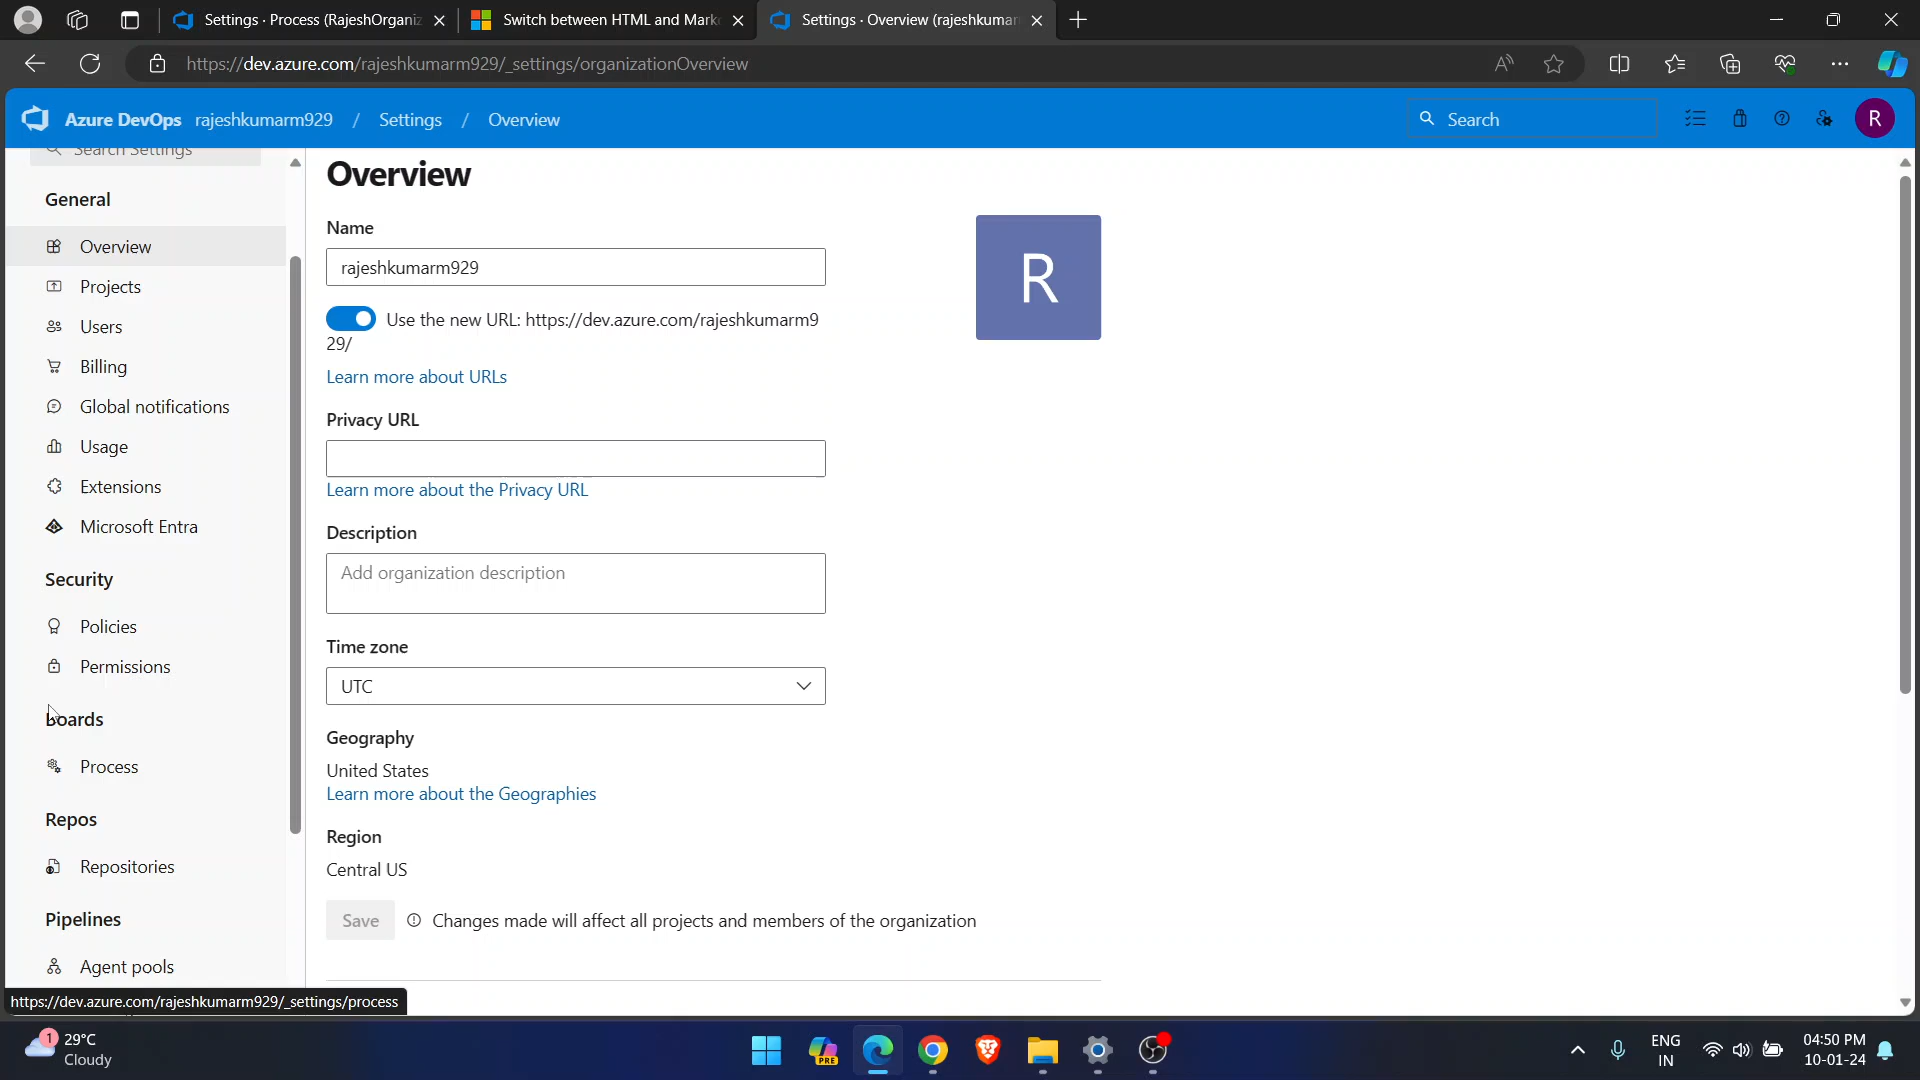 Settings · Process (RajeshOrganiz
Switch between HTML and Mark
Settings · Overview (rajeshkumar
https://dev.azure.com/rajeshkumarm929/_settings/organizationOverview
Azure DevOps rajeshkumarm929 / Settings / Overview
Search
R
Search Settings
General
Overview
Projects
Users
Billing
Global notifications
Usage
Extensions
Microsoft Entra
Security
Policies
Permissions
Boards
Process
Repos
Repositories
Pipelines
Agent pools
https://dev.azure.com/rajeshkumarm929/_settings/process
Overview
Name
rajeshkumarm929
Use the new URL: https://dev.azure.com/rajeshkumarm9
29/
Learn more about URLs
Privacy URL
Learn more about the Privacy URL
Description
Add organization description
Time zone
UTC
Geography
United States
Learn more about the Geographies
Region
Central US
Save
Changes made will affect all projects and members of the organization
R
1
29°C
Cloudy
PRE
ENG
IN
04:50 PM
10-01-24